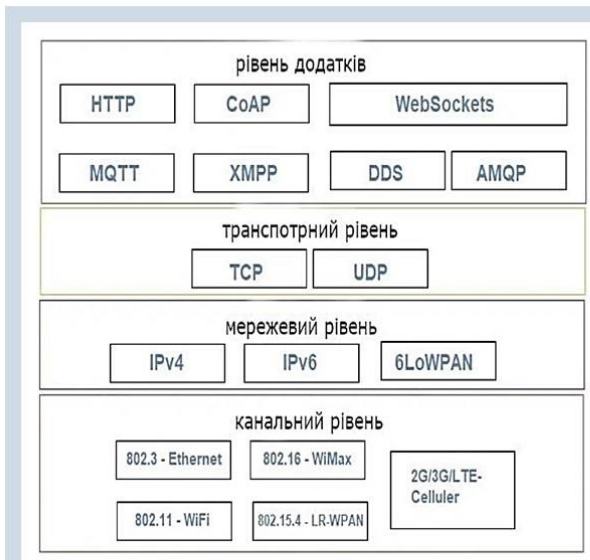 рівень додатків
HTTP CoAP WebSockets
MQTT XMPP DDS AMQP
транспотрний рівень
TCP UDP
мережевий рівень
IPv4 IPv6 6LoWPAN
канальний рівень
802.3 - Ethernet 802.16 - WiMax
2G/3G/LTE-
Celluler
802.11 - WiFi 802.15.4 - LR-WPAN